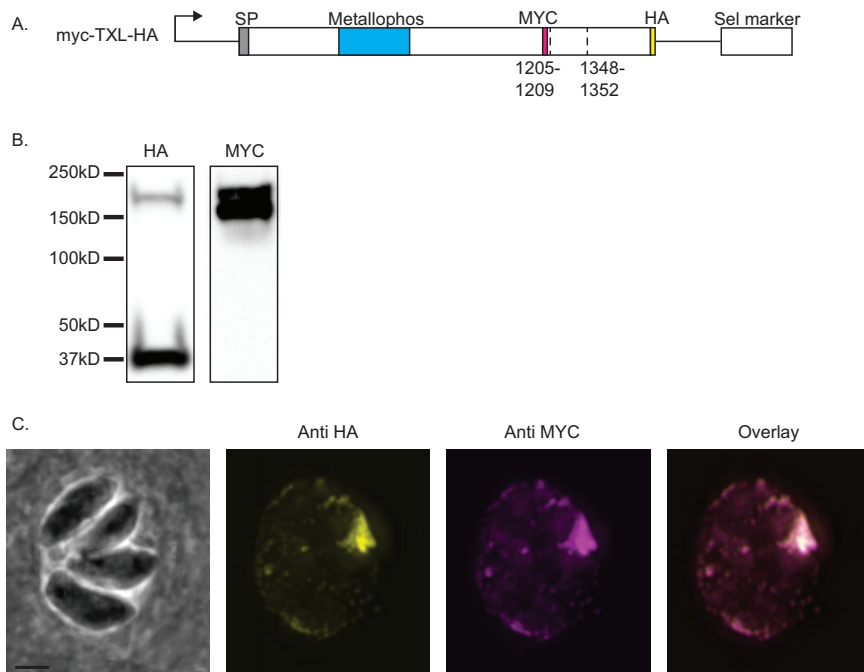 A.
myc-TXL-HA
SP
Metallophos
MYC
HA
Sel marker
1205-
1209
1348-
1352
B.
HA
MYC
250kD
150kD
100kD
50kD
37kD
C.
Anti HA
Anti MYC
Overlay